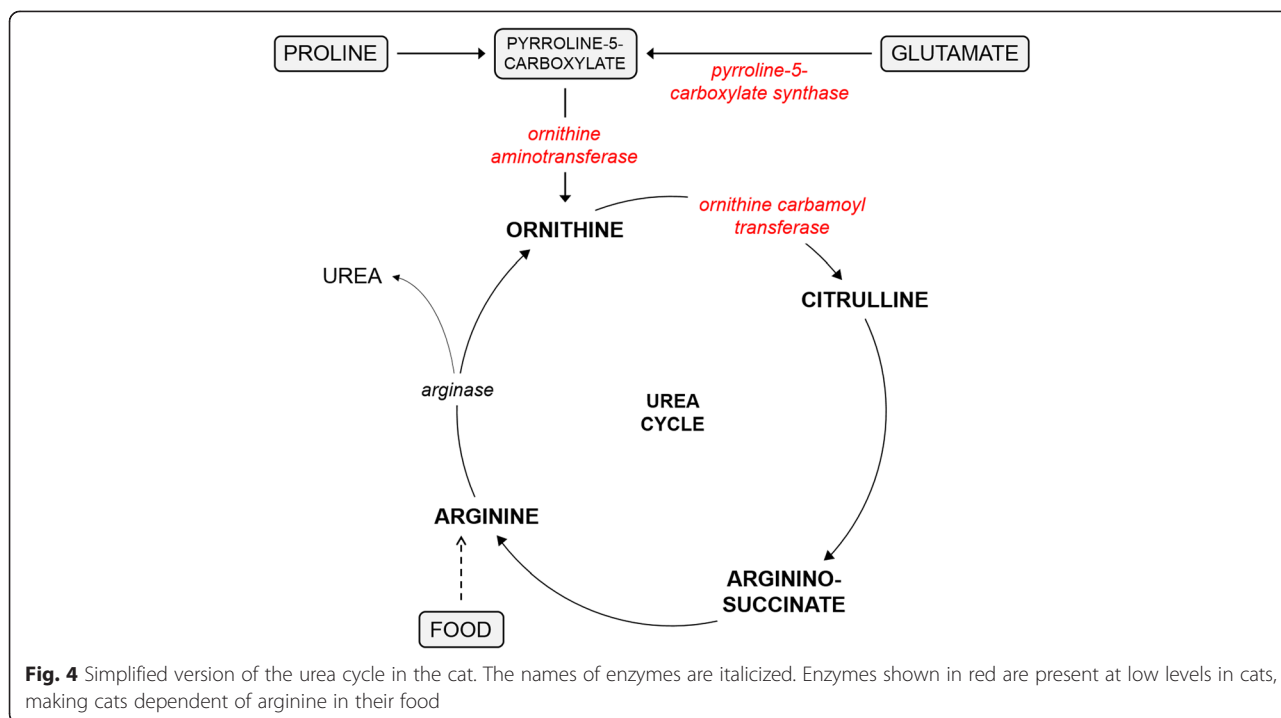 PROLINE
PYRROLINE-5-
CARBOXYLATE
GLUTAMATE
pyrroline-5-
carboxylate synthase
ornithine
aminotransferase
ORNITHINE
ornithine carbamoyl
transferase
UREA
CITRULLINE
arginase
UREA
CYCLE
ARGININE
ARGININO-
SUCCINATE
FOOD
Fig. 4 Simplified version of the urea cycle in the cat. The names of enzymes are italicized. Enzymes shown in red are present at low levels in cats,
making cats dependent of arginine in their food